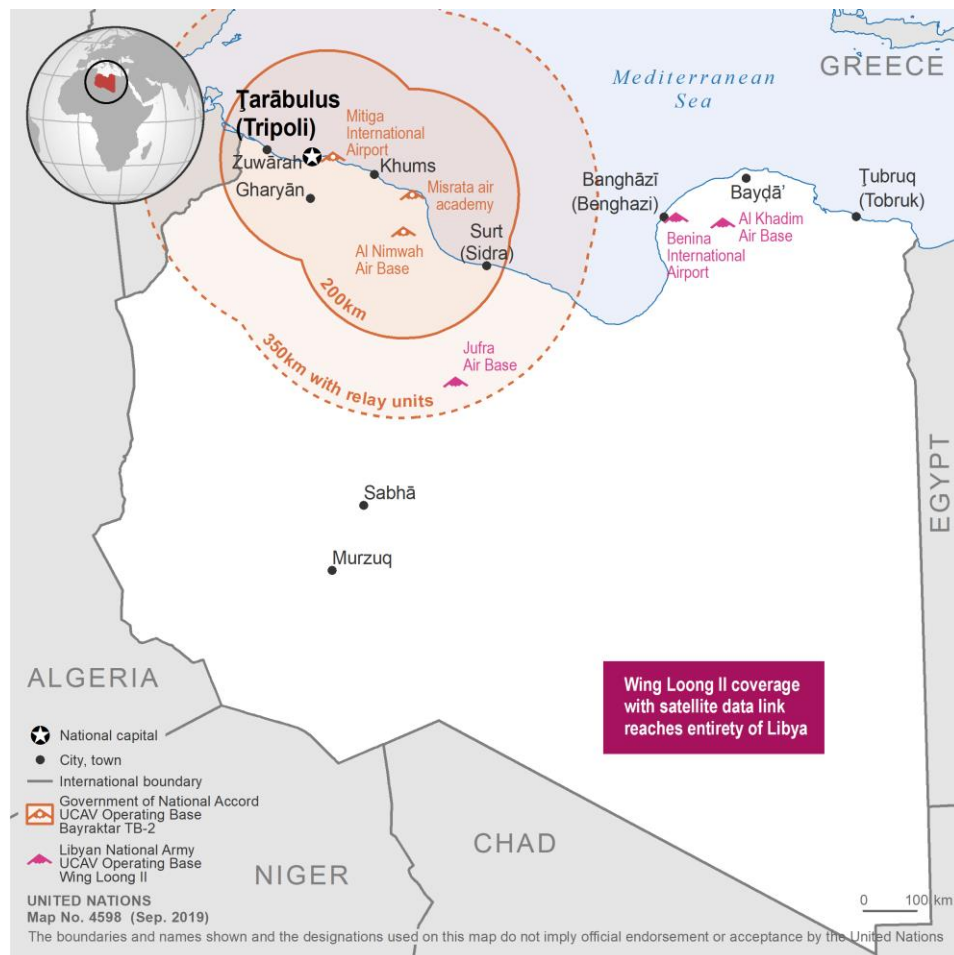 Mediterranean
Sea
GREECE
Ţarābulus
(Tripoli)
Mitiga
International
Airport
Zuwārah
Khums
Gharyān
Misrata air
academy
Banghāzī
(Benghazi)
Bayḑā’
Ţubruq
(Tobruk)
Al Nimwah
Air Base
Surt
(Sidra)
Benina
International
Airport
Al Khadim
Air Base
200km
350km with relay units
Jufra
Air Base
EGYPT
Sabhā
Murzuq
ALGERIA
Wing Loong II coverage
with satellite data link
reaches entirety of Libya
National capital
City, town
International boundary
Government of National Accord
UCAV Operating Base
Bayraktar TB-2
Libyan National Army
UCAV Operating Base
Wing Loong II
NIGER
CHAD
UNITED NATIONS
Map No. 4598 (Sep. 2019)
0 100 km
The boundaries and names shown and the designations used on this map do not imply official endorsement or acceptance by the United Nations